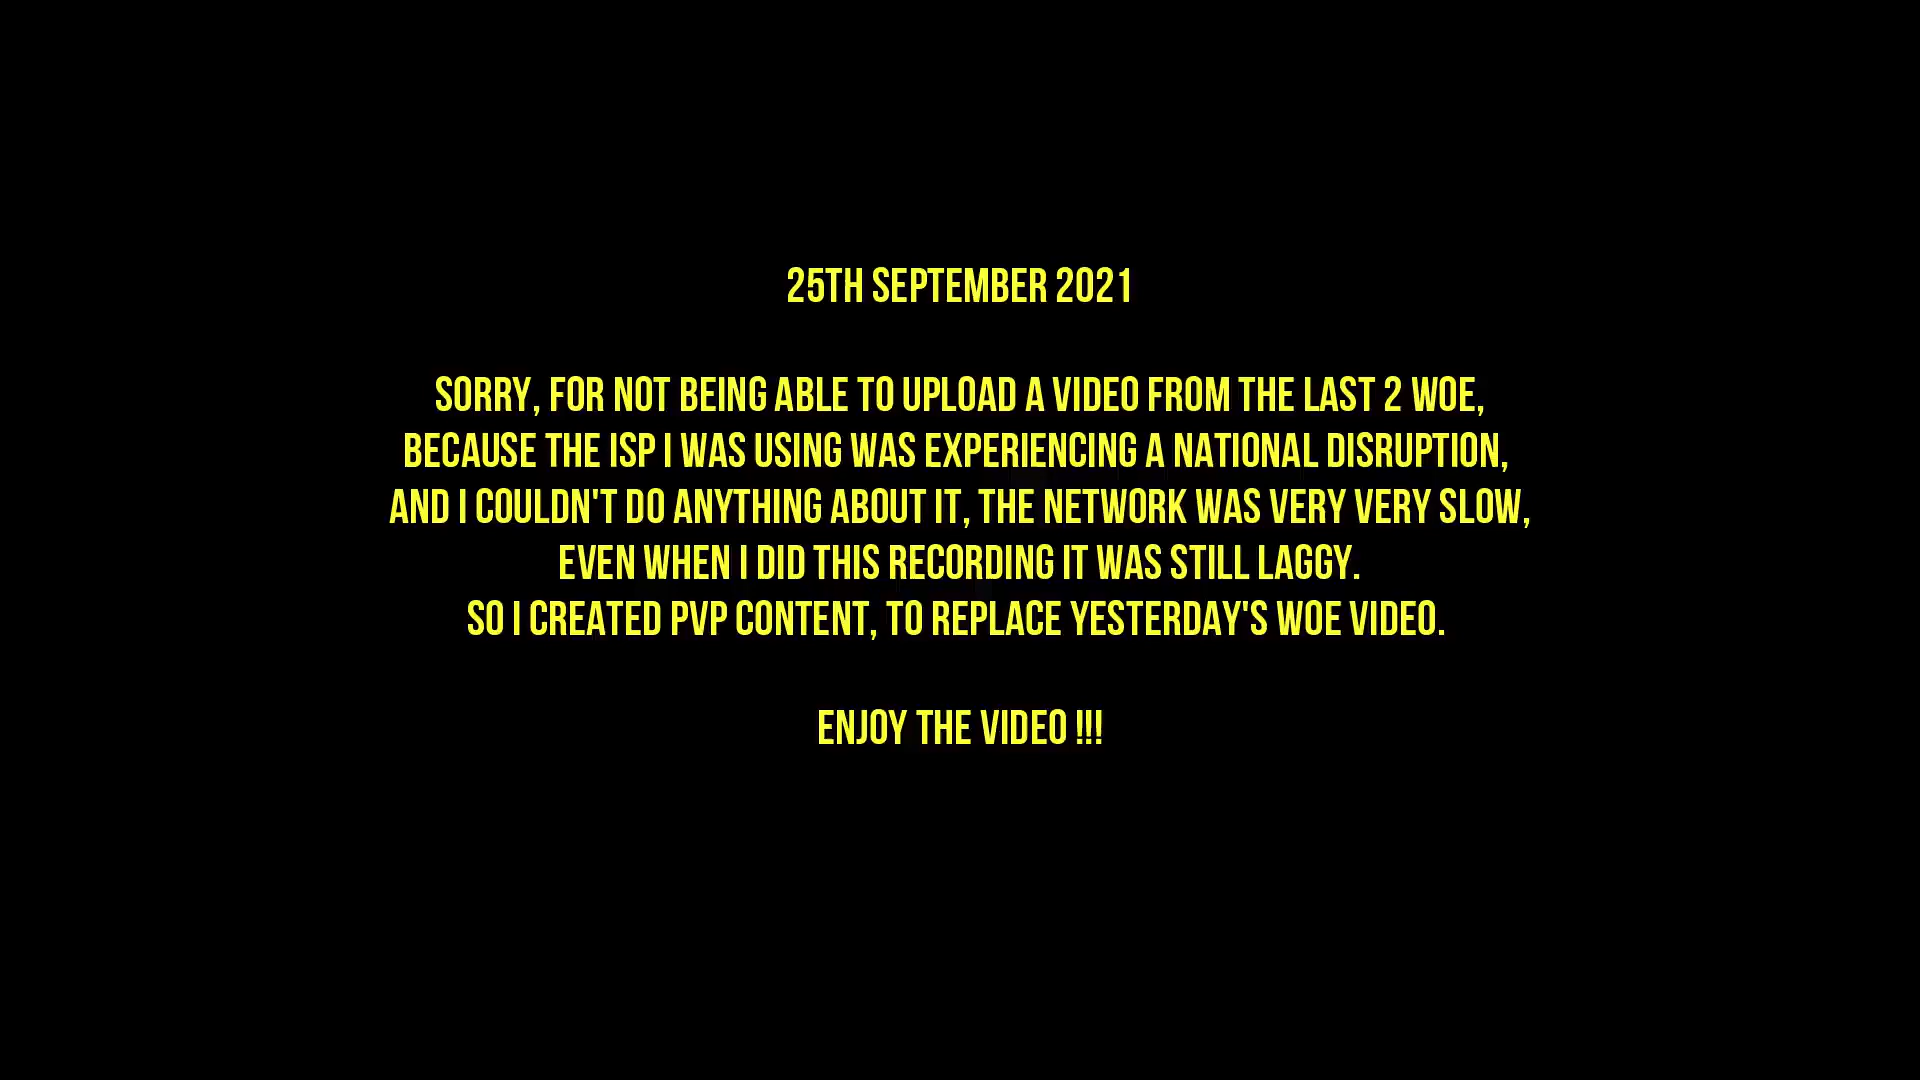 25TH SEPTEMBER 2021
SORRY, FOR NOT BEING ABLE TO UPLOAD A VIDEO FROM THE LAST 2 WOE,
BECAUSE THE ISP I WAS USING WAS EXPERIENCING A NATIONAL DISRUPTION,
AND I COULDN'T DO ANYTHING ABOUT IT, THE NETWORK WAS VERY VERY SLOW,
EVEN WHEN I DID THIS RECORDING IT WAS STILL LAGGY.
SO I CREATED PVP CONTENT, TO REPLACE YESTERDAY'S WOE VIDEO.
ENJOY THE VIDEO !!!